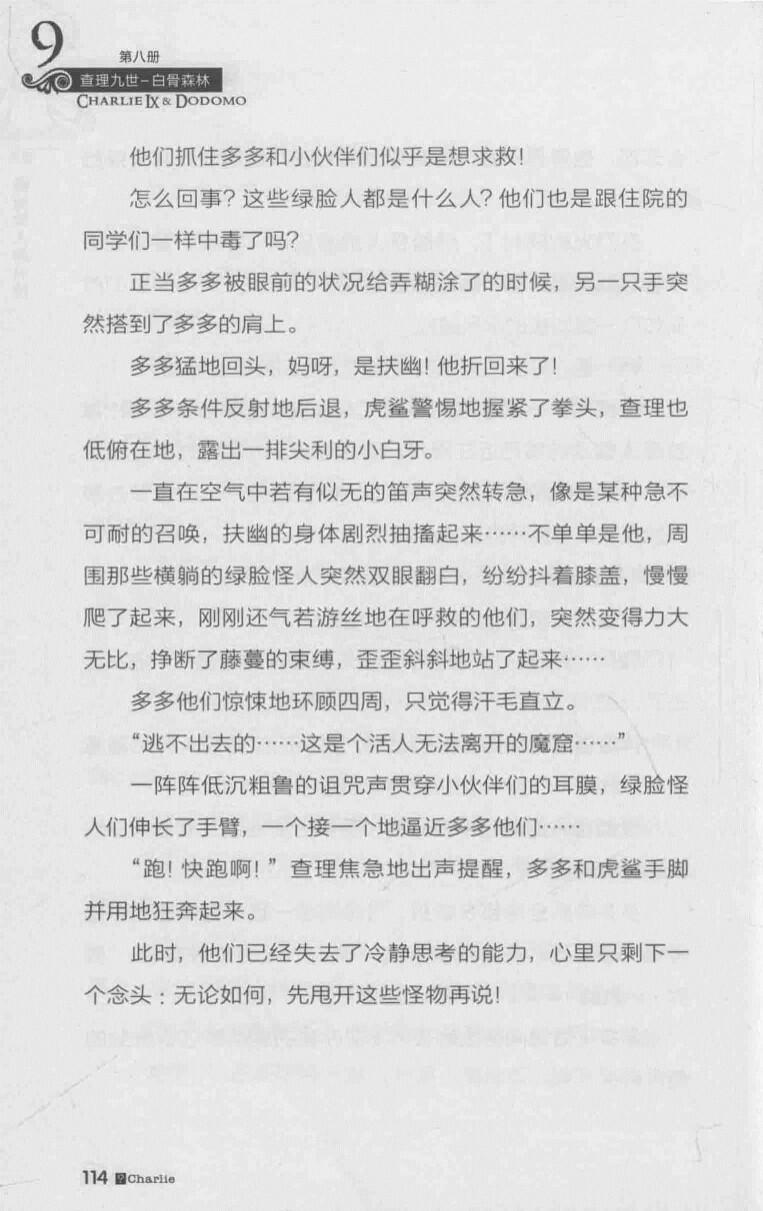 9
第八册
查理九世-白骨森林
CHARLIE IX & DODOMO
他们抓住多多和小伙伴们似乎是想求救！
怎么回事？这些绿脸人都是什么人？他们也是跟住院的
同学们一样中毒了吗？
正当多多被眼前的状况给弄糊涂了的时候，另一只手突
然搭到了多多的肩上。
多多猛地回头，妈呀，是扶幽！他折回来了！
多多条件反射地后退，虎鲨警惕地握紧了拳头，查理也
低俯在地，露出一排尖利的小白牙。
一直在空气中若有似无的笛声突然转急，像是某种急不
可耐的召唤，扶幽的身体剧烈抽搐起来……不单单是他，周
围那些横躺的绿脸怪人突然双眼翻白，纷纷抖着膝盖，慢慢
爬了起来，刚刚还气若游丝地在呼救的他们，突然变得力大
无比，挣断了藤蔓的束缚，歪歪斜斜地站了起来……
多多他们惊悚地环顾四周，只觉得汗毛直立。
“逃不出去的……这是个活人无法离开的魔窟……”
一阵阵低沉粗鲁的诅咒声贯穿小伙伴们的耳膜，绿脸怪
人们伸长了手臂，一个接一个地逼近多多他们……
“跑！快跑啊！”查理焦急地出声提醒，多多和虎鲨手脚
并用地狂奔起来。
此时，他们已经失去了冷静思考的能力，心里只剩下一
个念头：无论如何，先甩开这些怪物再说！
114 Charlie